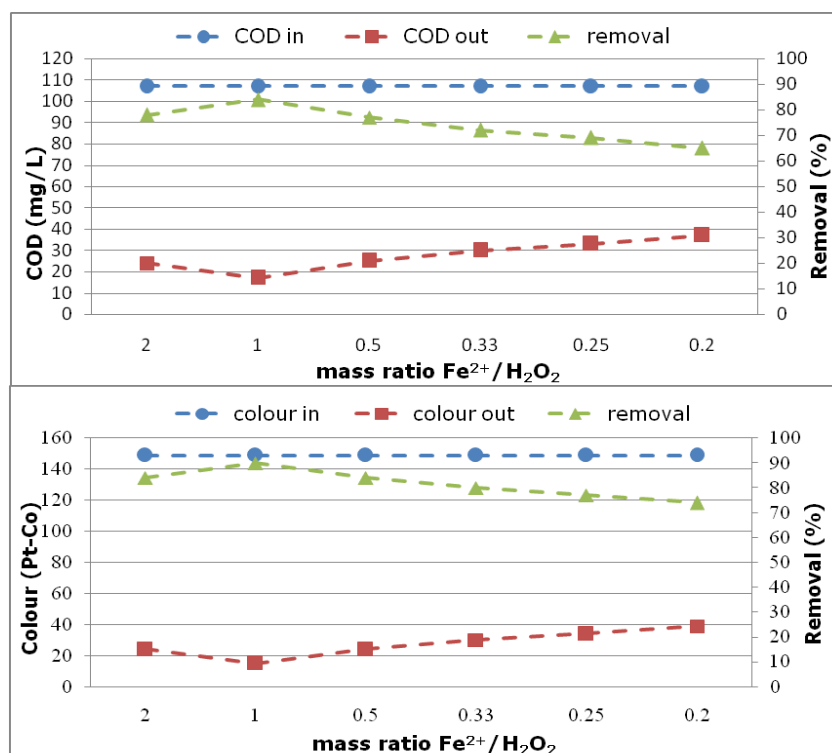 COD in COD out removal
120 100
110 90
100 80
90 70
80 60
70 50
60 40
50 30
40 20
30 10
20 0
10
0
COD (mg/L)
Removal (%)
2 1 0.5 0.33 0.25 0.2
mass ratio Fe²⁺/H₂O₂
colour in colour out removal
160 100
140 90
120 80
100 70
80 60
60 50
40 40
20 30
0 20
10
0
Colour (Pt-Co)
Removal (%)
2 1 0.5 0.33 0.25 0.2
mass ratio Fe²⁺/H₂O₂